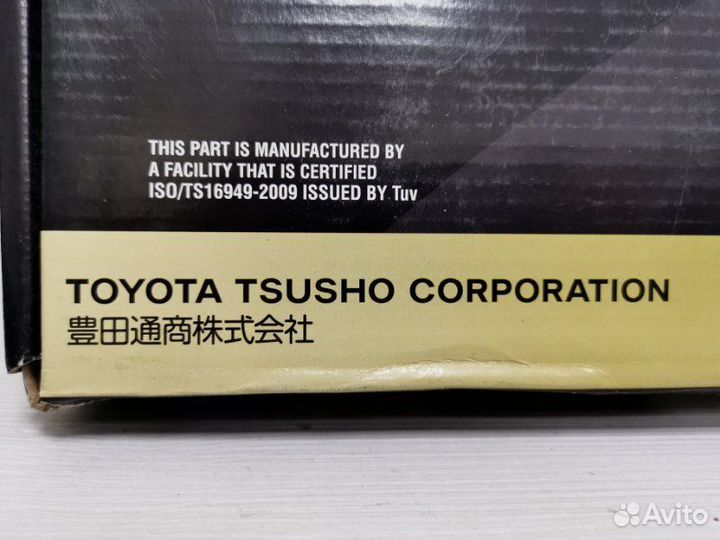 THIS PART IS MANUFACTURED BY
A FACILITY THAT IS CERTIFIED
ISO/TS16949-2009 ISSUED BY Tuv
TOYOTA TSUSHO CORPORATION
豊田通商株式会社
Avito